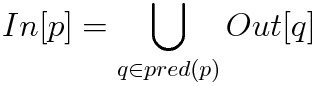 In[p] = ⋃_{q∈pred(p)} Out[q]